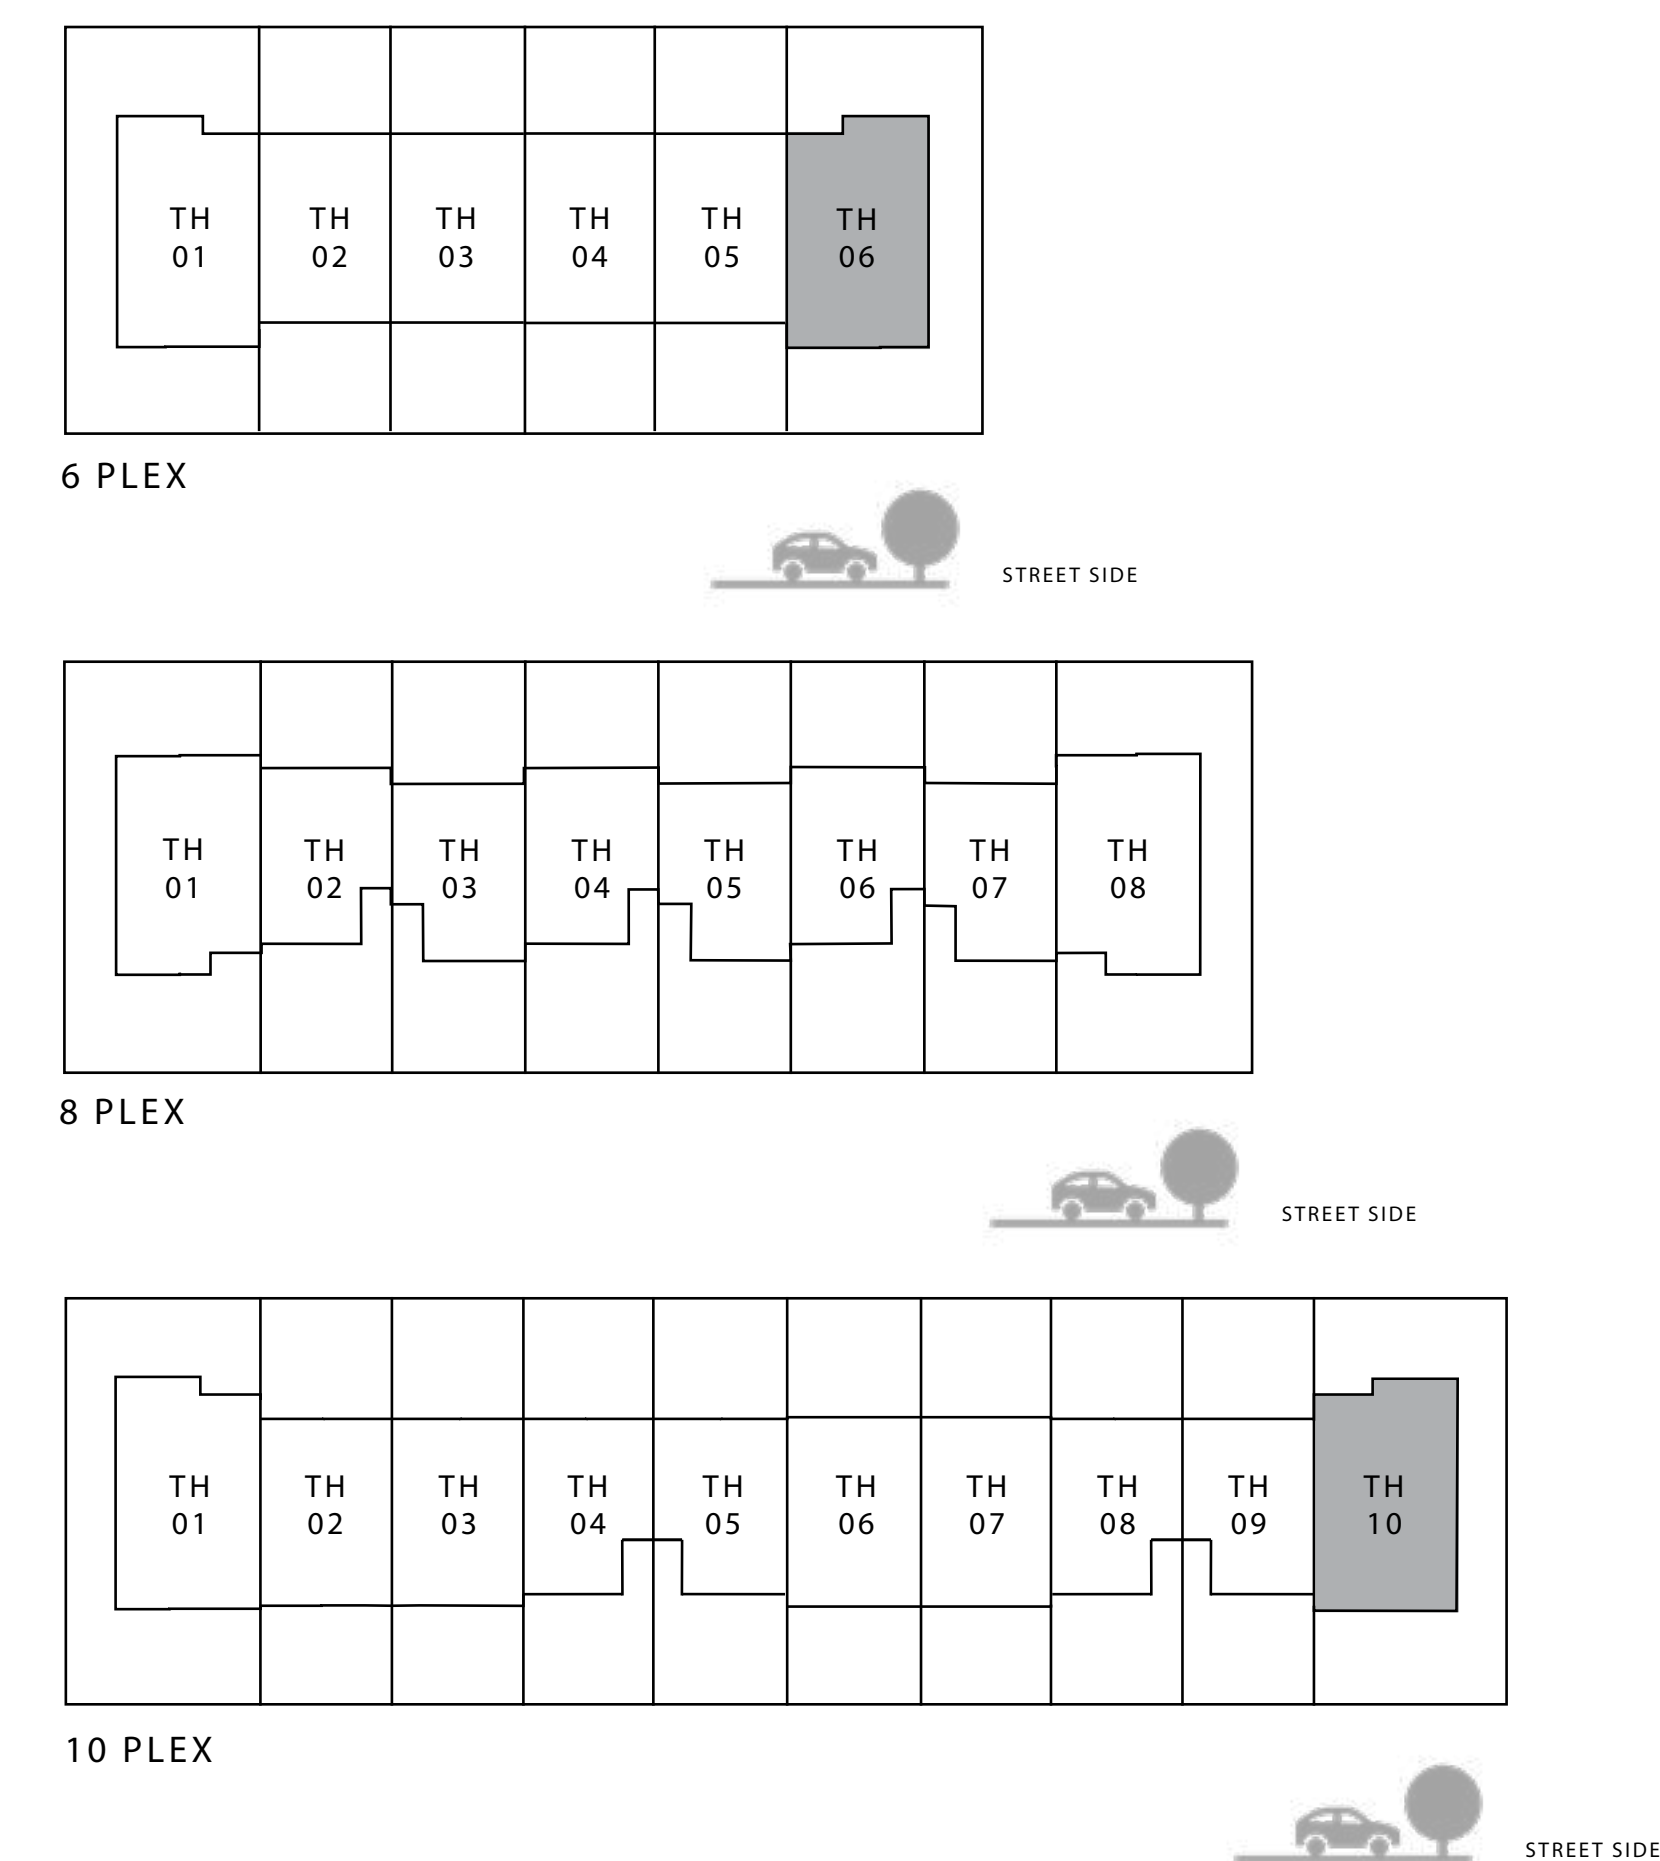 TH TH TH TH TH TH
01 02 03 04 05 06
6 PLEX
STREET SIDE
TH TH TH TH TH TH TH TH
01 02 03 04 05 06 07 08
8 PLEX
STREET SIDE
TH TH TH TH TH TH TH TH TH TH
01 02 03 04 05 06 07 08 09 10
10 PLEX
STREET SIDE